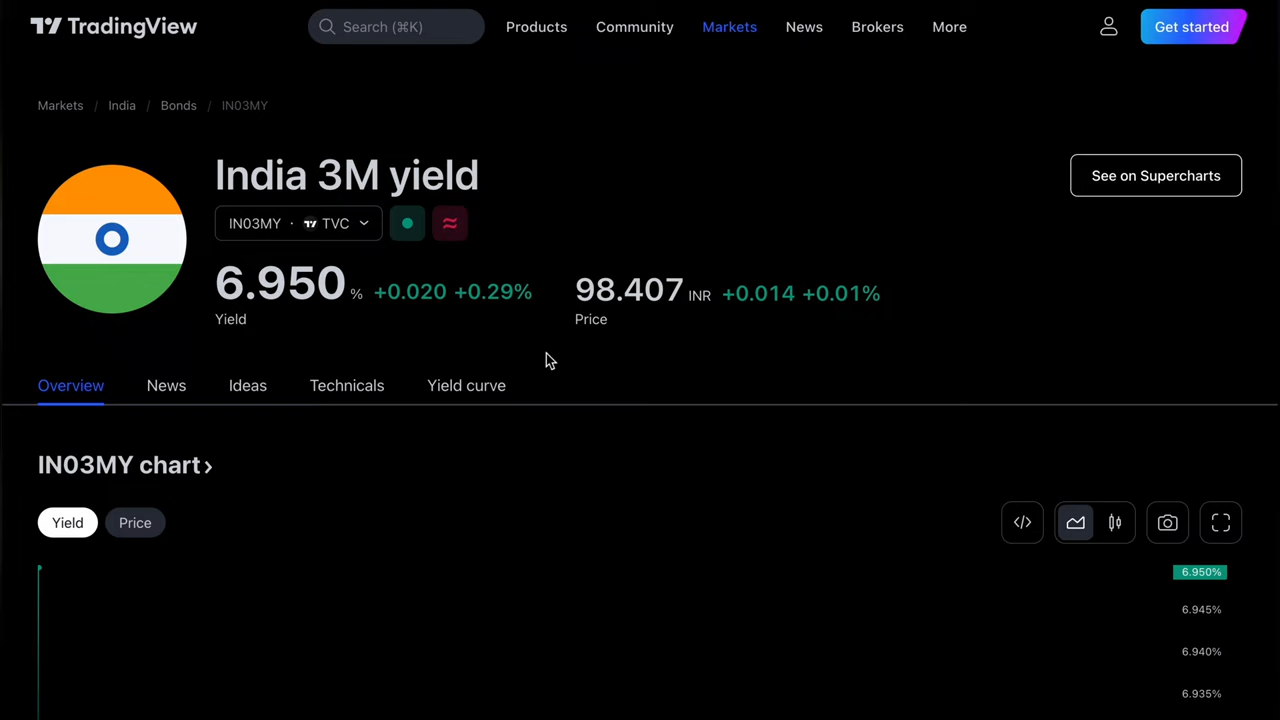 TradingView
Search (⌘K)
Products
Community
Markets
News
Brokers
More
Get started
Markets / India / Bonds / IN03MY
India 3M yield
See on Supercharts
IN03MY · TVC
6.950 % +0.020 +0.29%
Yield
98.407 INR +0.014 +0.01%
Price
Overview
News
Ideas
Technicals
Yield curve
IN03MY chart ›
Yield
Price
6.950%
6.945%
6.940%
6.935%